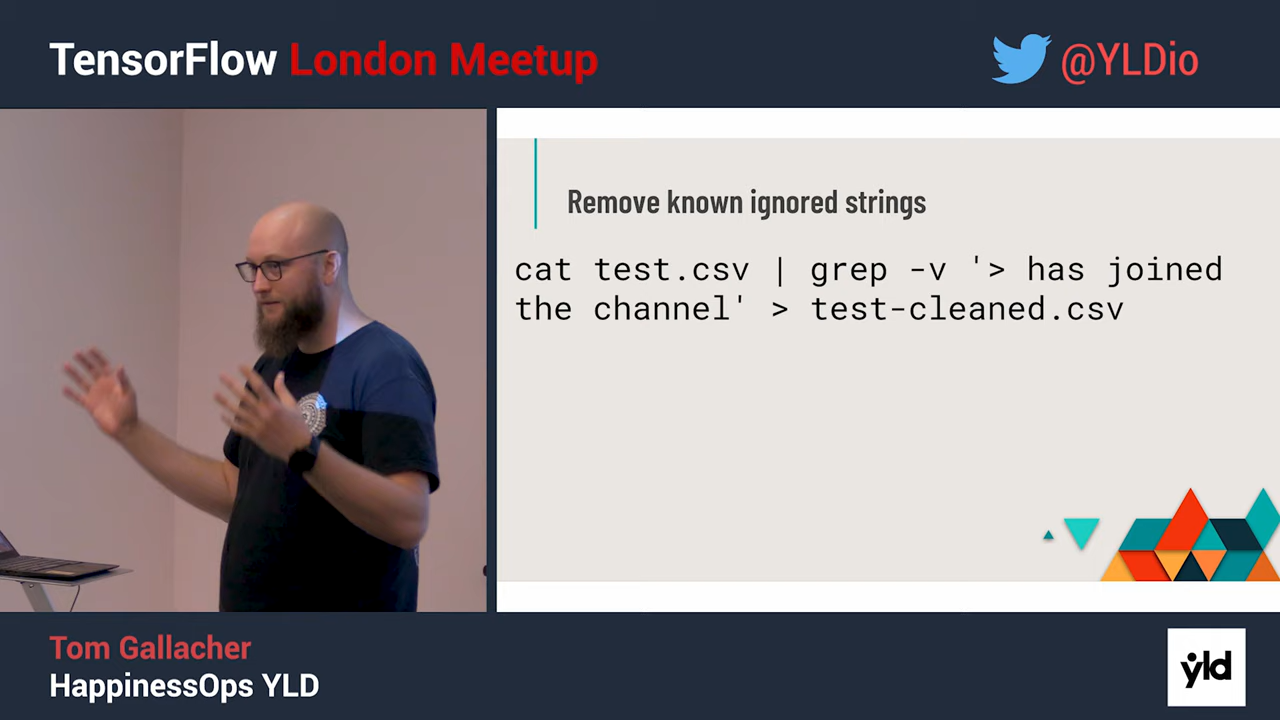 TensorFlow London Meetup
@YLDio
Remove known ignored strings
cat test.csv | grep -v '> has joined
the channel' > test-cleaned.csv
Tom Gallacher
HappinessOps YLD
yld